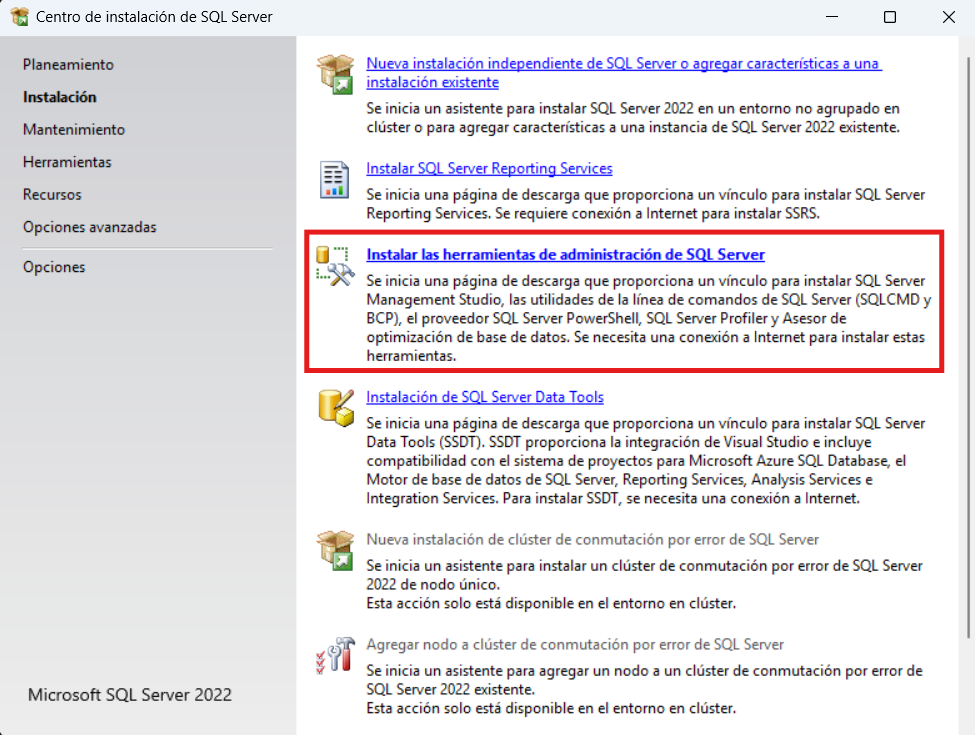 Centro de instalación de SQL Server
Planeamiento
Instalación
Mantenimiento
Herramientas
Recursos
Opciones avanzadas
Opciones
Microsoft SQL Server 2022
Nueva instalación independiente de SQL Server o agregar características a una
instalación existente
Se inicia un asistente para instalar SQL Server 2022 en un entorno no agrupado en
clúster o para agregar características a una instancia de SQL Server 2022 existente.
Instalar SQL Server Reporting Services
Se inicia una página de descarga que proporciona un vínculo para instalar SQL Server
Reporting Services. Se requiere conexión a Internet para instalar SSRS.
Instalar las herramientas de administración de SQL Server
Se inicia una página de descarga que proporciona un vínculo para instalar SQL Server
Management Studio, las utilidades de la línea de comandos de SQL Server (SQLCMD y
BCP), el proveedor SQL Server PowerShell, SQL Server Profiler y Asesor de
optimización de base de datos. Se necesita una conexión a Internet para instalar estas
herramientas.
Instalación de SQL Server Data Tools
Se inicia una página de descarga que proporciona un vínculo para instalar SQL Server
Data Tools (SSDT). SSDT proporciona la integración de Visual Studio e incluye
compatibilidad con el sistema de proyectos para Microsoft Azure SQL Database, el
Motor de base de datos de SQL Server, Reporting Services, Analysis Services e
Integration Services. Para instalar SSDT, se necesita una conexión a Internet.
Nueva instalación de clúster de conmutación por error de SQL Server
Se inicia un asistente para instalar un clúster de conmutación por error de SQL Server
2022 de nodo único.
Esta acción solo está disponible en el entorno en clúster.
Agregar nodo a clúster de conmutación por error de SQL Server
Se inicia un asistente para agregar un nodo a un clúster de conmutación por error de
SQL Server 2022 existente.
Esta acción solo está disponible en el entorno en clúster.